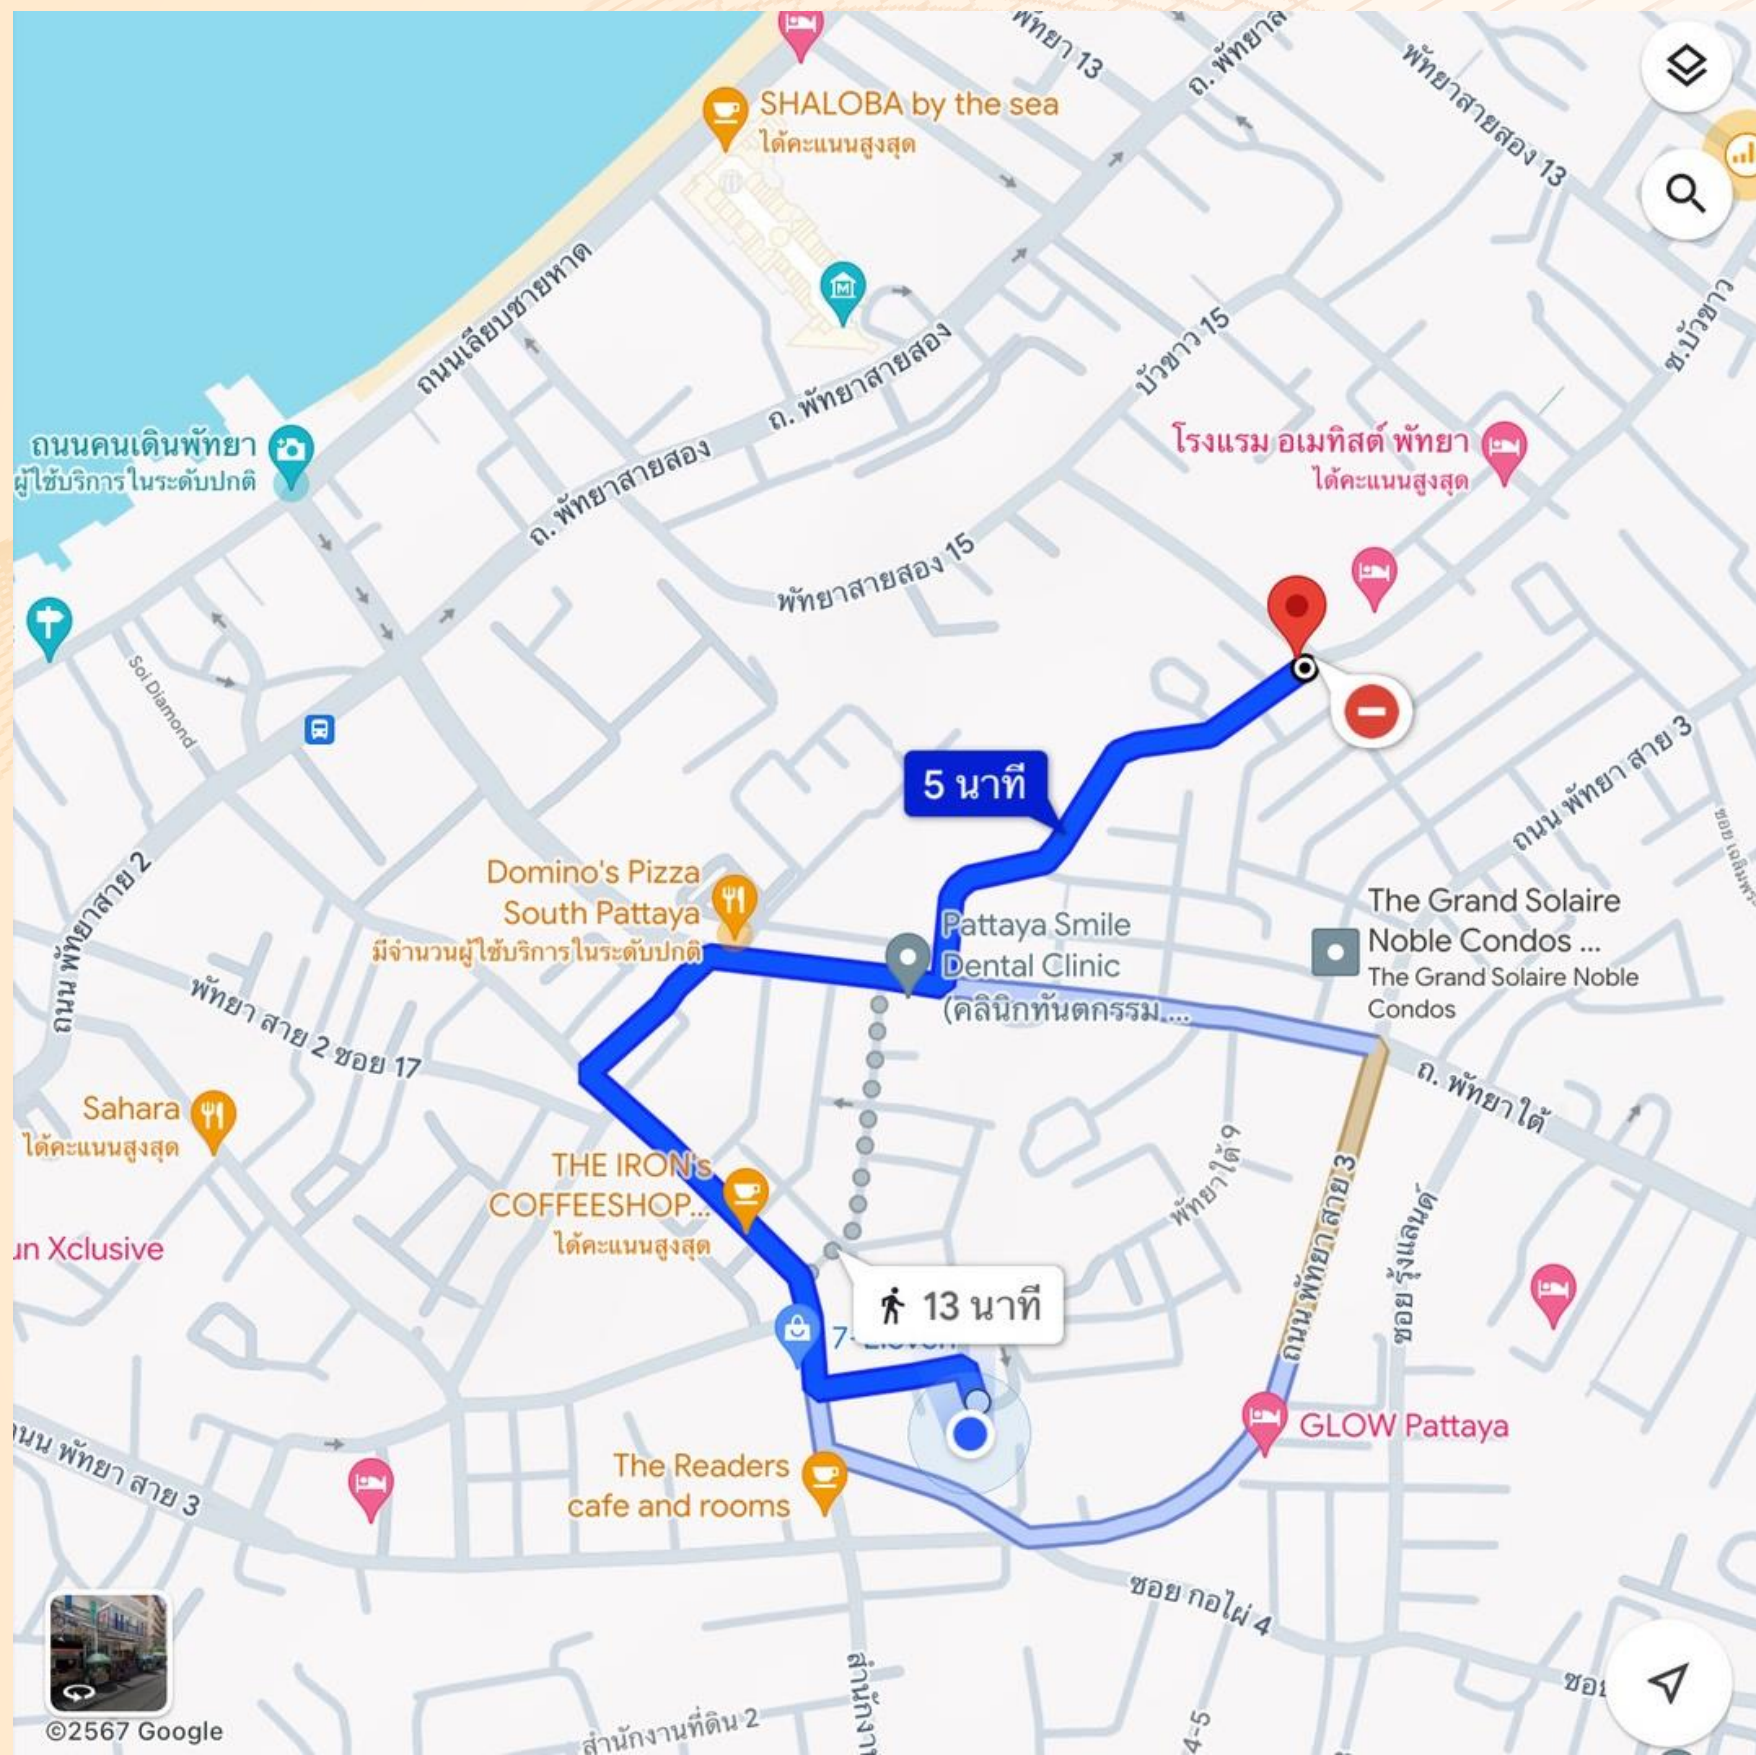 พัทยา 13
ถ. พัทยาส
พัทยาสายสอง 13
SHALOBA by the sea
ได้คะแนนสูงสุด
ถนนเลียบชายหาด
ถ. พัทยาสายสอง
บัวขาว 15
ซ.บัวขาว
ถนนคนเดินพัทยา
ผู้ใช้บริการในระดับปกติ
ถ. พัทยาสายสอง
โรงแรม อเมทิสต์ พัทยา
ได้คะแนนสูงสุด
พัทยาสายสอง 15
Soi Diamond
5 นาที
ถนน พัทยา สาย 3
ถนน พัทยาสาย 2
Domino's Pizza
South Pattaya
มีจำนวนผู้ใช้บริการในระดับปกติ
Pattaya Smile
Dental Clinic
(คลินิกทันตกรรม ...
The Grand Solaire
Noble Condos ...
The Grand Solaire Noble
Condos
พัทยา สาย 2 ซอย 17
ถ. พัทยาใต้
Sahara
ได้คะแนนสูงสุด
พัทยาใต้ 9
THE IRON's
COFFEESHOP...
ได้คะแนนสูงสุด
ถนน พัทยา สาย 3
ซอย รุ้งแลนด์
un Xclusive
13 นาที
7-Eleven
GLOW Pattaya
นน พัทยา สาย 3
The Readers
cafe and rooms
ซอย กอไผ่ 4
ซอย
สำนักงาน
สำนักงานที่ดิน 2
4-5
©2567 Google